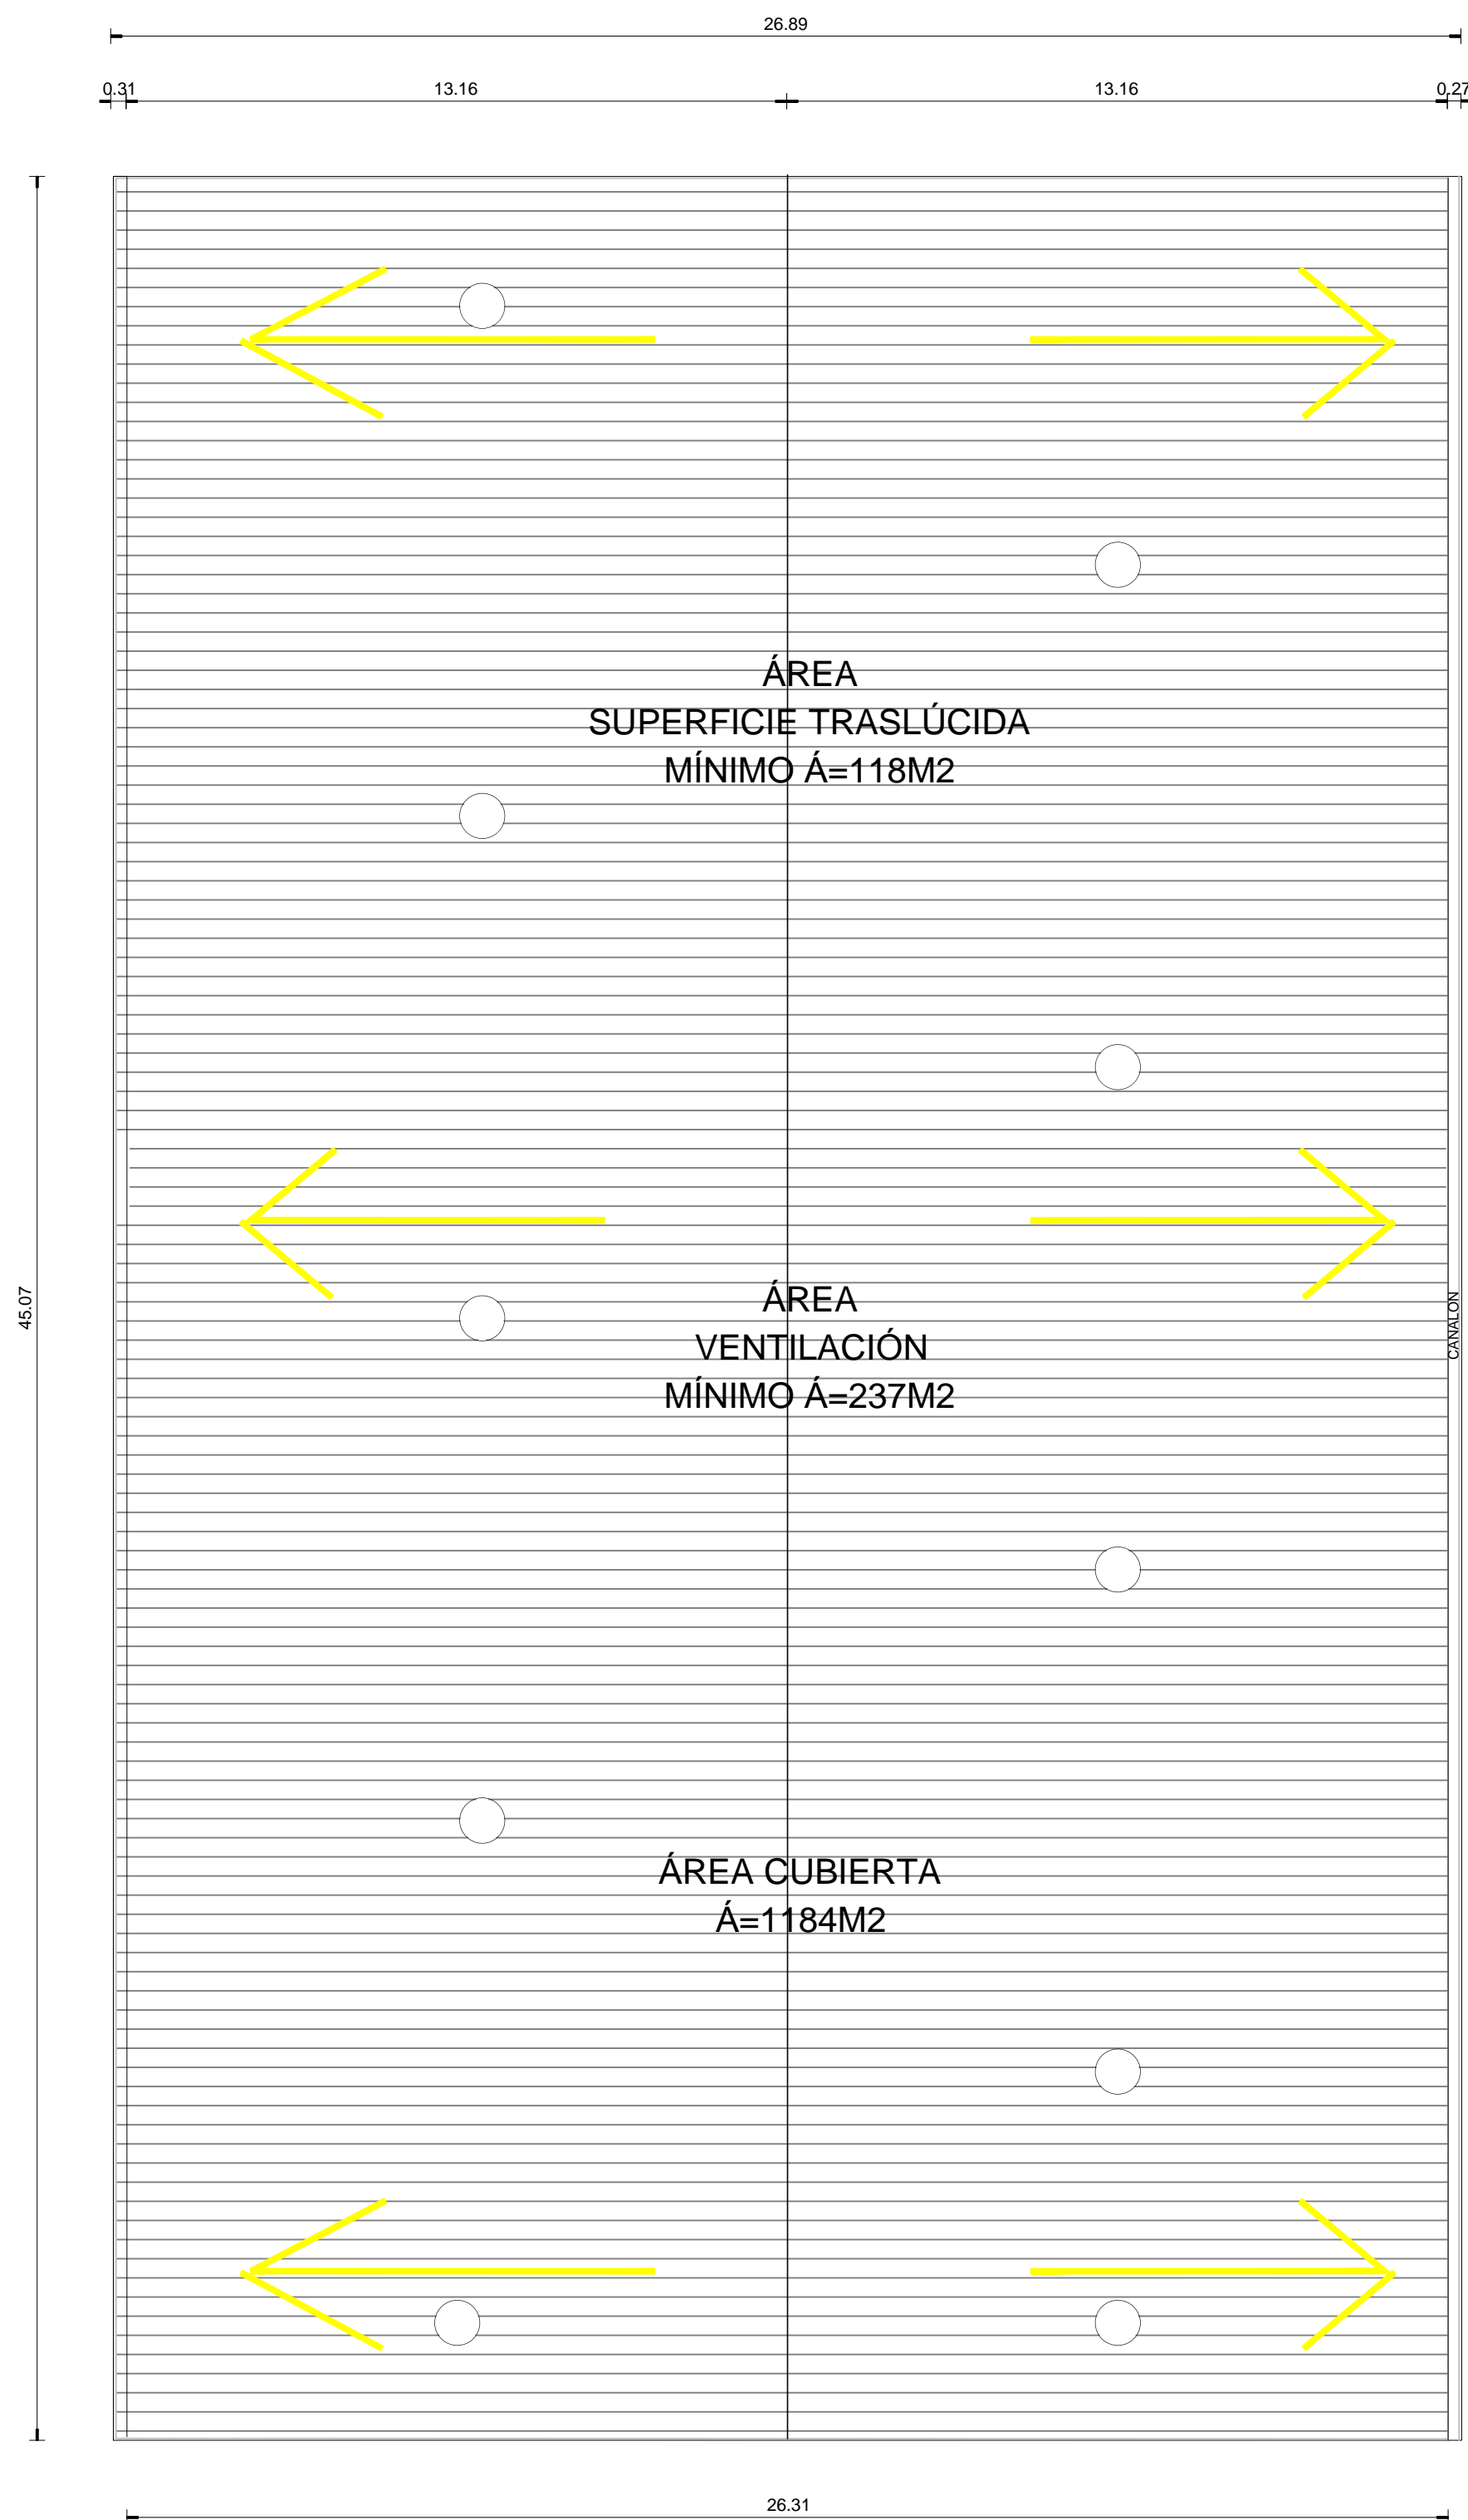 26.89
0.31
13.16
13.16
0.27
ÁREA
SUPERFICIE TRASLÚCIDA
MÍNIMO Á=118M2
45.07
CANALON
ÁREA
VENTILACIÓN
MÍNIMO Á=237M2
ÁREA CUBIERTA
Á=1184M2
26.31